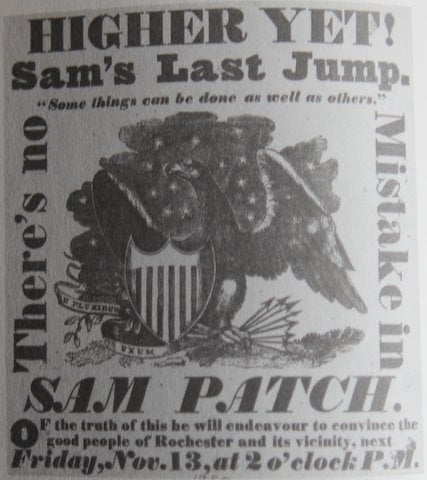 HIGHER YET!
Sam's Last Jump.
"Some things can be done as well as others."
There's no
Mistake in
E PLURIBUS
UNUM
SAM PATCH.
OF the truth of this he will endeavour to convince the
good people of Rochester and its vicinity, next
Friday, Nov. 13, at 2 o'clock P.M.